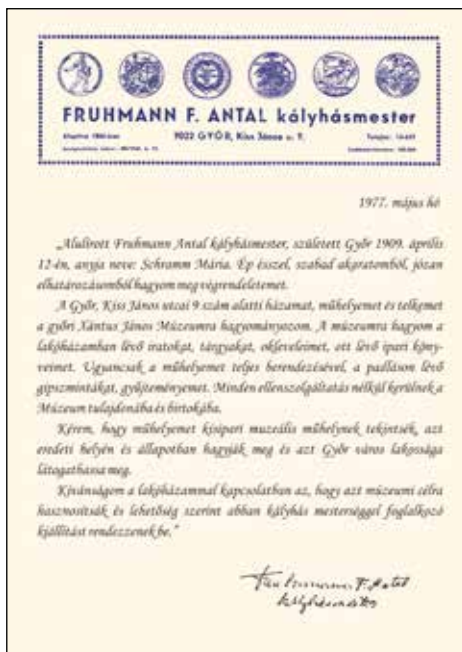 FRUHMANN F. ANTAL kályhásmester
9022 GYŐR, Kiss János u. 9.
1977. május hó
„Alulírott Fruhmann Antal kályhásmester, született Győr 1909. április
12-én, anyja neve: Schramm Mária. Ép ésszel, szabad akaratomból, józan
elhatározásomból hagyom meg végrendeletemet.
A Győr, Kiss János utcai 9 szám alatti házamat, műhelyemet és telkemet
a győri Xántus János Múzeumra hagyományozom. A múzeumra hagyom a
lakóházamban lévő iratokat, tárgyakat, okleveleimet, ott lévő ipari köny-
veimet. Ugyancsak a műhelyemet teljes berendezésével, a padláson lévő
gipszmintákat, gyűjteményemet. Minden ellenszolgáltatás nélkül kerülnek a
Múzeum tulajdonába és birtokába.
Kérem, hogy műhelyemet kisipari muzeális műhelynek tekintsék, azt
eredeti helyén és állapotban hagyják meg és azt Győr város lakossága
látogathassa meg.
Kívánságom a lakóházammal kapcsolatban az, hogy azt múzeumi célra
hasznosítsák és lehetőség szerint abban kályhás mesterséggel foglalkozó
kiállítást rendezzenek be."
F. Antal